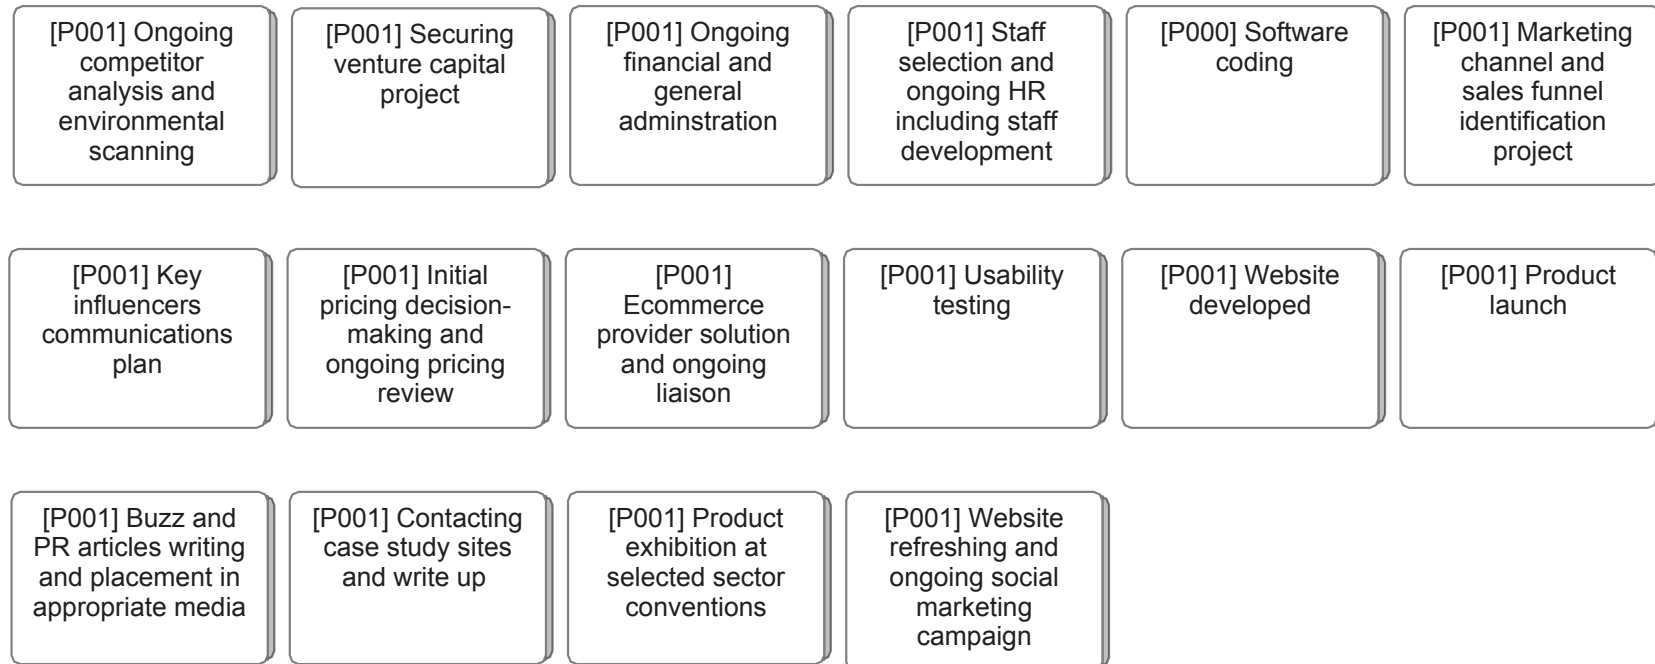 [P001] Ongoing
competitor
analysis and
environmental
scanning
[P001] Securing
venture capital
project
[P001] Ongoing
financial and
general
adminstration
[P001] Staff
selection and
ongoing HR
including staff
development
[P000] Software
coding
[P001] Marketing
channel and
sales funnel
identification
project
[P001] Key
influencers
communications
plan
[P001] Initial
pricing decision-
making and
ongoing pricing
review
[P001]
Ecommerce
provider solution
and ongoing
liaison
[P001] Usability
testing
[P001] Website
developed
[P001] Product
launch
[P001] Buzz and
PR articles writing
and placement in
appropriate media
[P001] Contacting
case study sites
and write up
[P001] Product
exhibition at
selected sector
conventions
[P001] Website
refreshing and
ongoing social
marketing
campaign